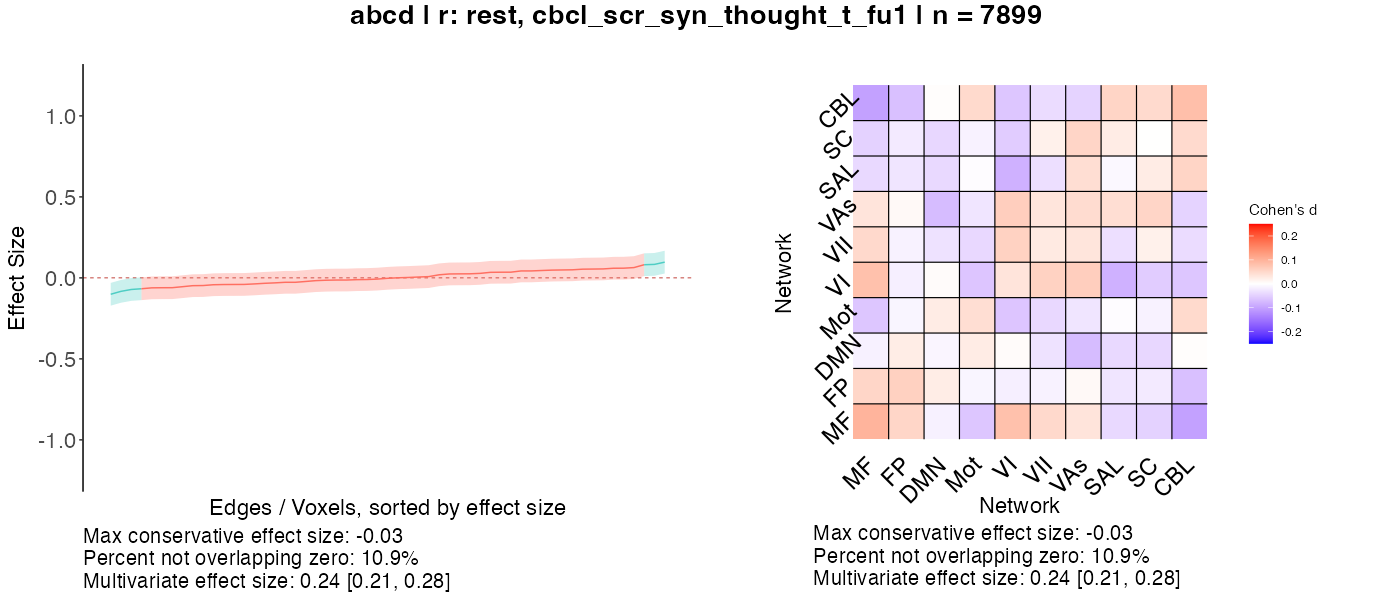 abcd | r: rest, cbcl_scr_syn_thought_t_fu1 | n = 7899
Effect Size
1.0
0.5
0.0
-0.5
-1.0
Edges / Voxels, sorted by effect size
Max conservative effect size: -0.03
Percent not overlapping zero: 10.9%
Multivariate effect size: 0.24 [0.21, 0.28]
Network
CBL
SC
SAL
VAs
VII
VI
Mot
DMN
FP
MF
MF
FP
DMN
Mot
VI
VII
VAs
SAL
SC
CBL
Network
Max conservative effect size: -0.03
Percent not overlapping zero: 10.9%
Multivariate effect size: 0.24 [0.21, 0.28]
Cohen's d
0.2
0.1
0.0
-0.1
-0.2